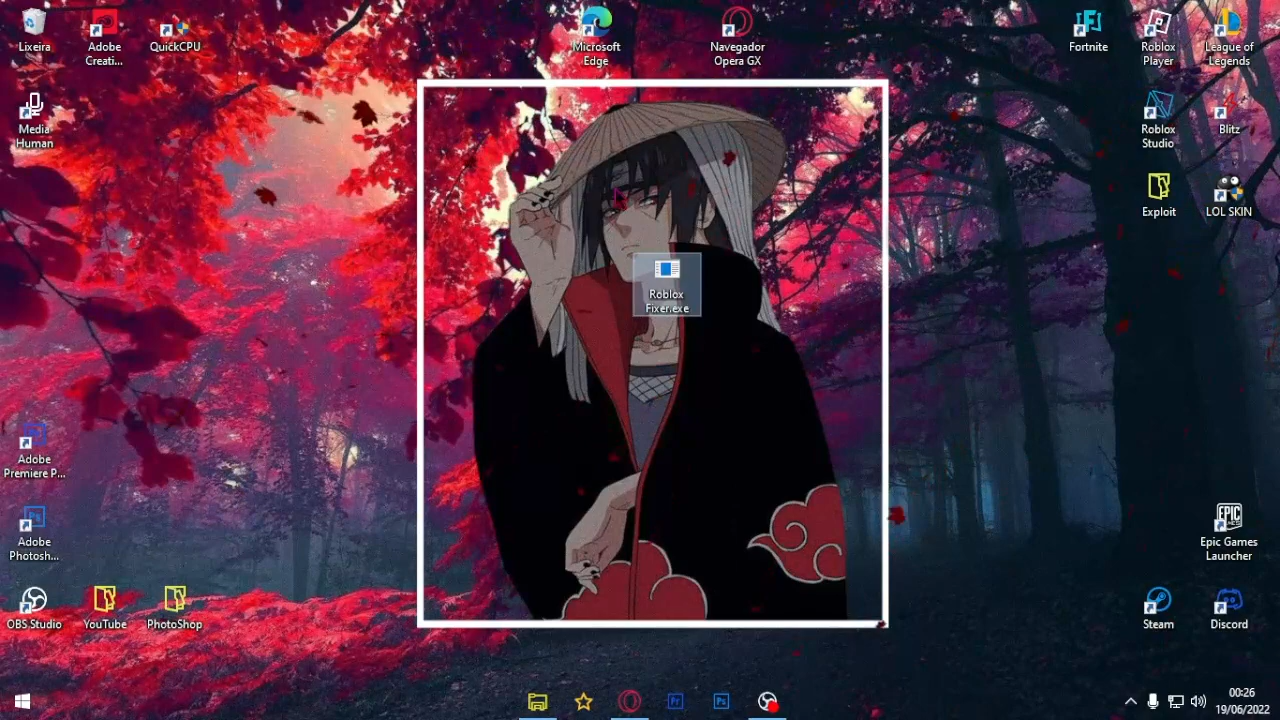 Lixeira
Adobe
Creati...
QuickCPU
Microsoft
Edge
Navegador
Opera GX
Fortnite
Roblox
Player
League of
Legends
Media
Human
Roblox
Studio
Blitz
Exploit
LOL SKIN
Roblox
Fixer.exe
Adobe
Premiere P...
Adobe
Photosh...
Epic Games
Launcher
OBS Studio
YouTube
PhotoShop
Steam
Discord
Pr
Ps
00:26
19/06/2022